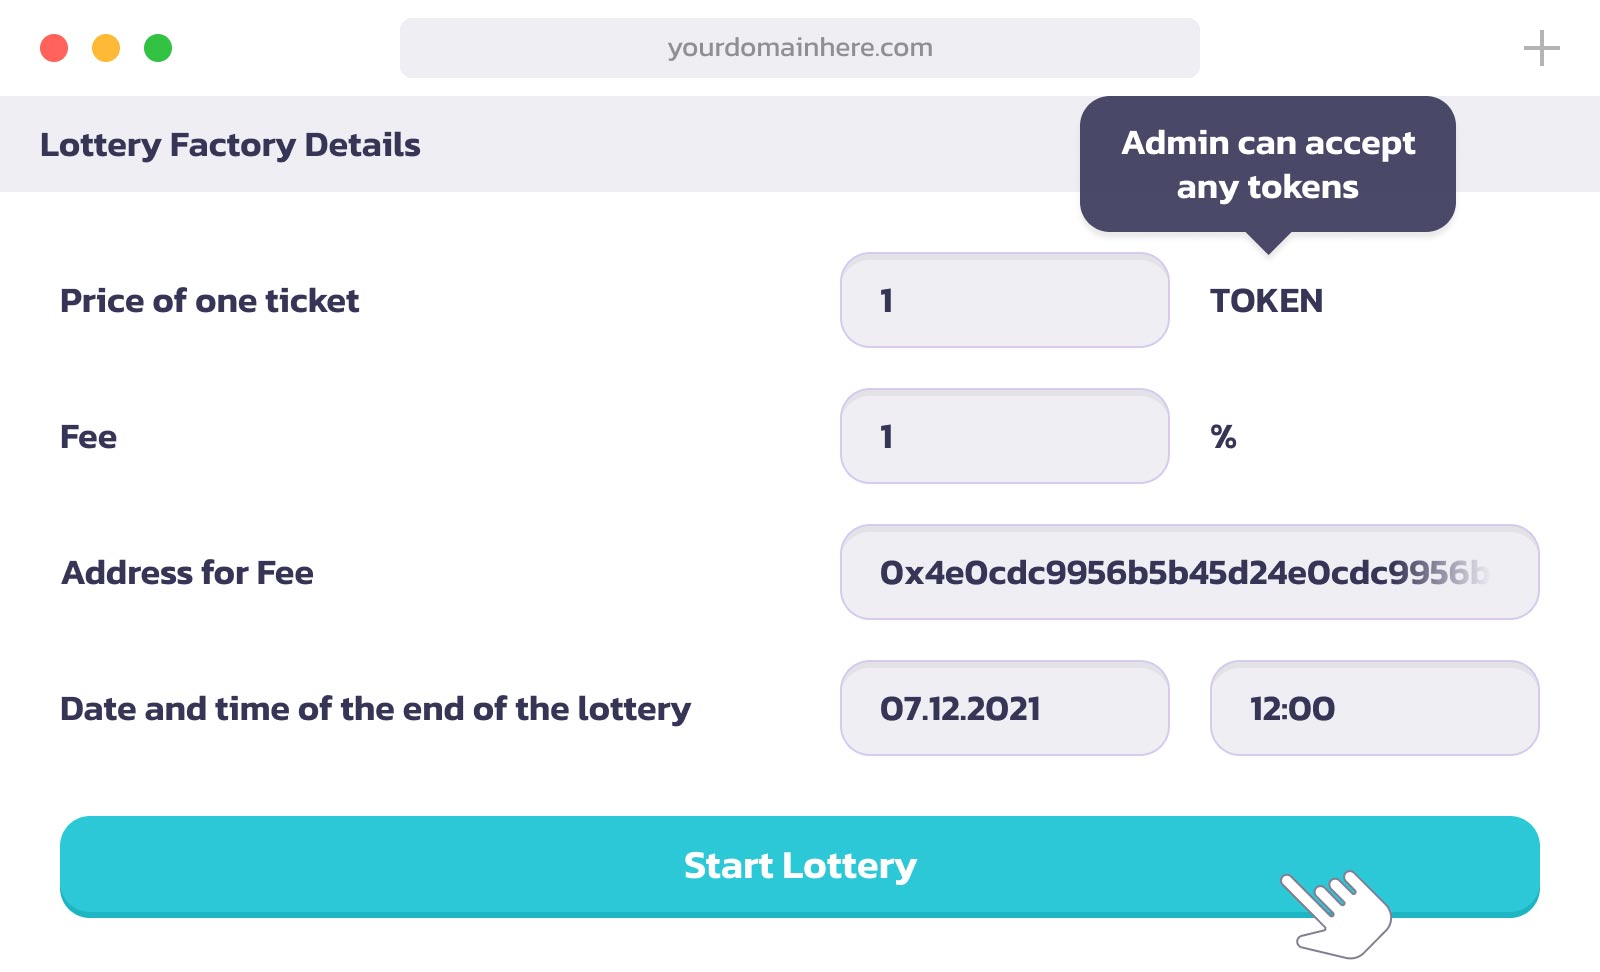 yourdomainhere.com
Lottery Factory Details
Admin can accept
any tokens
Price of one ticket
1
TOKEN
Fee
1
%
Address for Fee
0x4e0cdc9956b5b45d24e0cdc9956b
Date and time of the end of the lottery
07.12.2021
12:00
Start Lottery